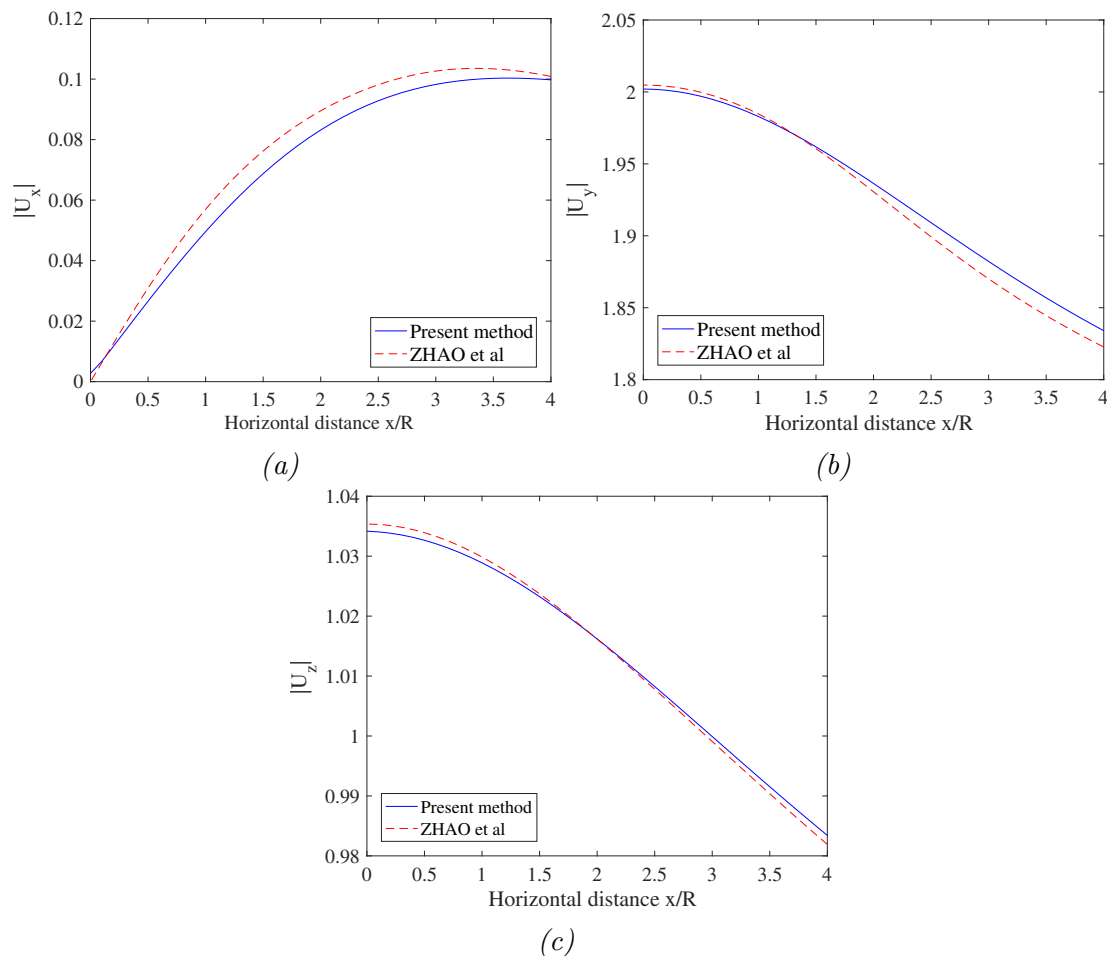 0.12
0.1
0.08
0.06
0.04
0.02
0
|U_x|
0 0.5 1 1.5 2 2.5 3 3.5 4
Horizontal distance x/R
Present method
ZHAO et al
(a)
2.05
2
1.95
1.9
1.85
1.8
|U_y|
0 0.5 1 1.5 2 2.5 3 3.5 4
Horizontal distance x/R
Present method
ZHAO et al
(b)
1.04
1.03
1.02
1.01
1
0.99
0.98
|U_z|
0 0.5 1 1.5 2 2.5 3 3.5 4
Horizontal distance x/R
Present method
ZHAO et al
(c)